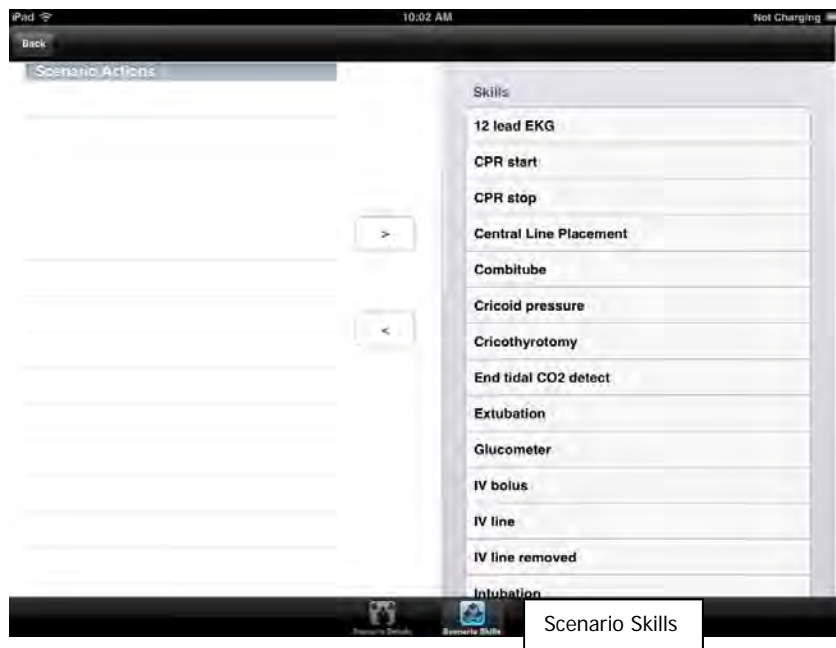 iPad
10:02 AM
Not Charging
Back
Scenario Actions
Skills
12 lead EKG
CPR start
CPR stop
>
Central Line Placement
Combitube
Cricoid pressure
<
Cricothyrotomy
End tidal CO2 detect
Extubation
Glucometer
IV bolus
IV line
IV line removed
Intubation
Scenario Details
Scenario Skills
Scenario Skills